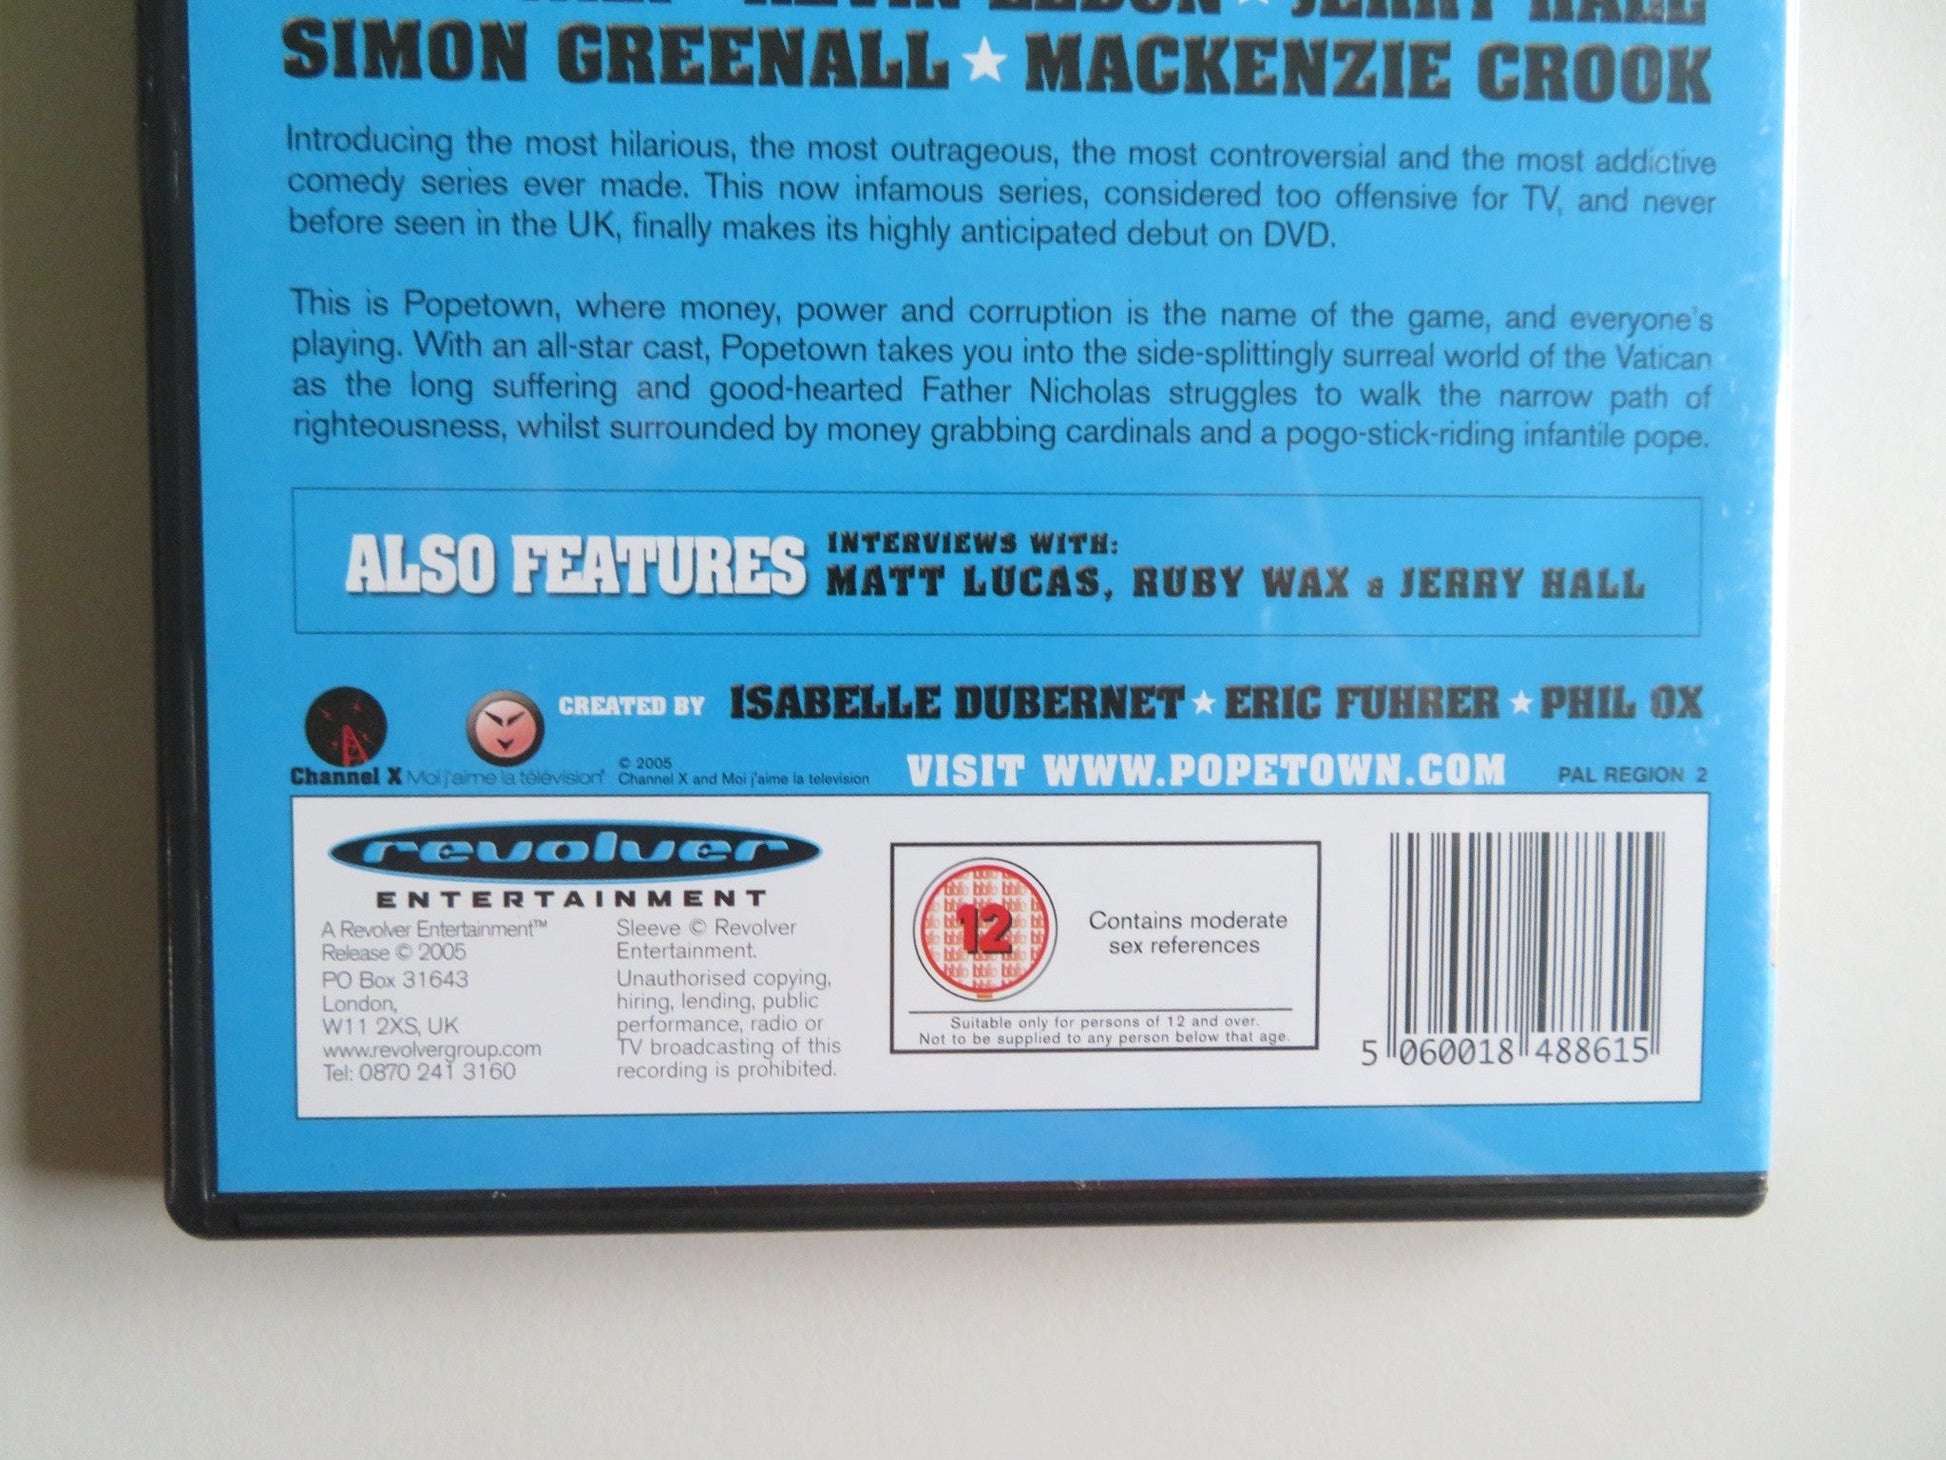 KEVIN ELDON ★ JERRY HALL
SIMON GREENALL ★ MACKENZIE CROOK
Introducing the most hilarious, the most outrageous, the most controversial and the most addictive
comedy series ever made. This now infamous series, considered too offensive for TV, and never
before seen in the UK, finally makes its highly anticipated debut on DVD.
This is Popetown, where money, power and corruption is the name of the game, and everyone's
playing. With an all-star cast, Popetown takes you into the side-splittingly surreal world of the Vatican
as the long suffering and good-hearted Father Nicholas struggles to walk the narrow path of
righteousness, whilst surrounded by money grabbing cardinals and a pogo-stick-riding infantile pope.
ALSO FEATURES
INTERVIEWS WITH:
MATT LUCAS, RUBY WAX & JERRY HALL
CREATED BY ISABELLE DUBERNET ★ ERIC FUHRER ★ PHIL OX
Channel X
Moi j'aime la télévision
© 2005
Channel X and Moi j'aime la television
VISIT WWW.POPETOWN.COM
PAL REGION 2
revolver
ENTERTAINMENT
A Revolver Entertainment™
Release © 2005
PO Box 31643
London,
W11 2XS, UK
www.revolvergroup.com
Tel: 0870 241 3160
Sleeve © Revolver
Entertainment.
Unauthorised copying,
hiring, lending, public
performance, radio or
TV broadcasting of this
recording is prohibited.
12
Contains moderate
sex references
Suitable only for persons of 12 and over.
Not to be supplied to any person below that age.
5 060018 488615